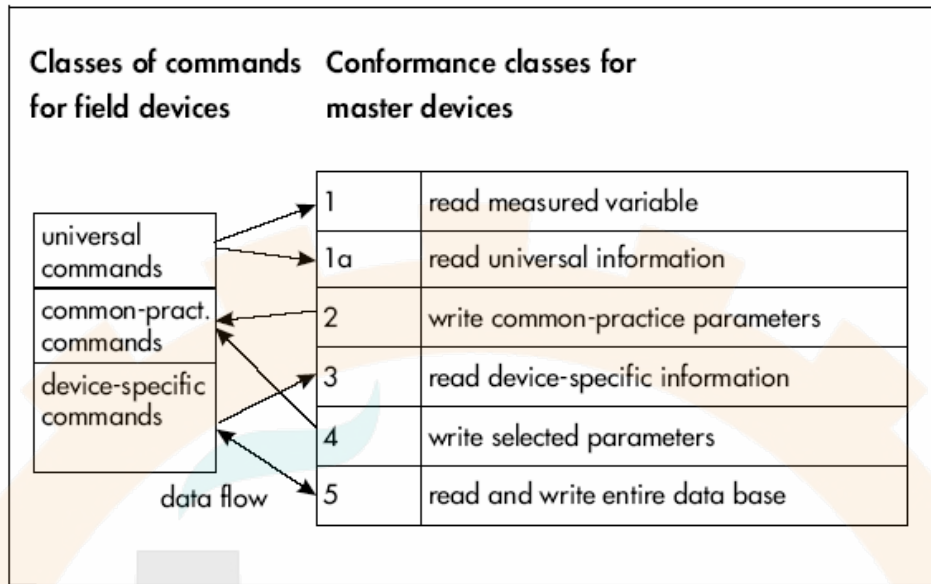 Classes of commands
for field devices
Conformance classes for
master devices
universal
commands
common-pract.
commands
device-specific
commands
data flow
1 read measured variable
1a read universal information
2 write common-practice parameters
3 read device-specific information
4 write selected parameters
5 read and write entire data base